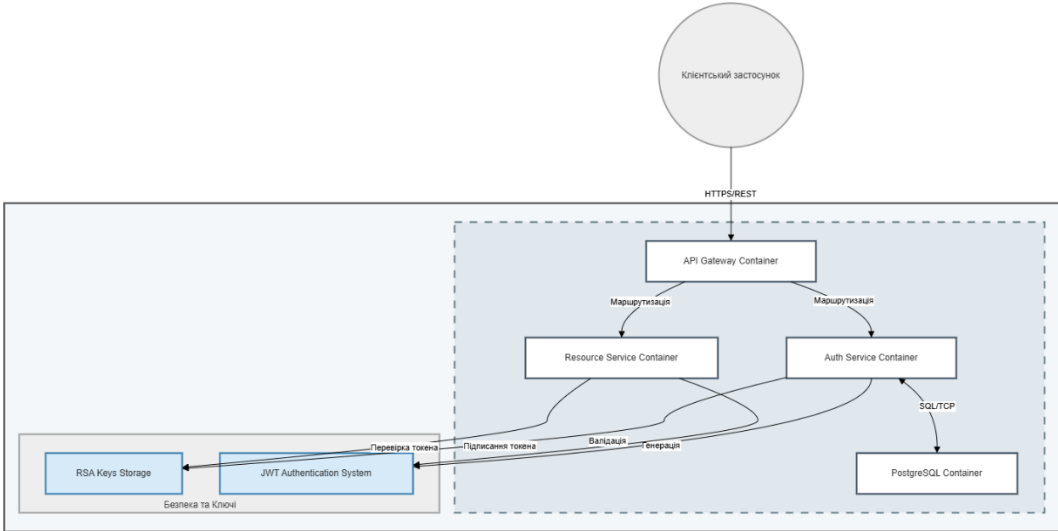 Клієнтський застосунок
HTTPS/REST
API Gateway Container
Маршрутизація
Маршрутизація
Resource Service Container
Auth Service Container
SQL/TCP
Перевірка токена
Підписання токена
Валідація
Генерація
RSA Keys Storage
JWT Authentication System
PostgreSQL Container
Безпека та Ключі